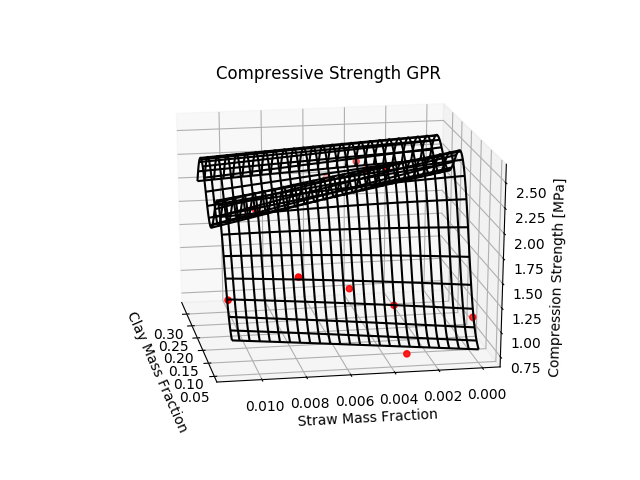 Compressive Strength GPR
2.50
2.25
2.00
1.75
1.50
1.25
1.00
0.75
Compression Strength [MPa]
0.30
0.25
0.20
0.15
0.10
0.05
Clay Mass Fraction
0.010 0.008 0.006 0.004 0.002 0.000
Straw Mass Fraction